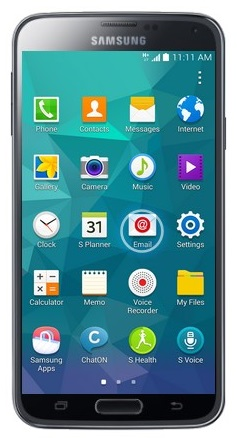 SAMSUNG
11:11 AM
Phone Contacts Messages Internet
Gallery Camera Music Video
31
Clock S Planner Email Settings
Calculator Memo Voice Recorder My Files
Samsung Apps ChatON S Health S Voice